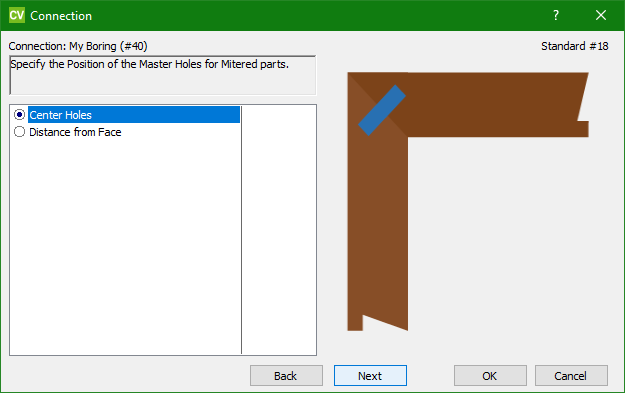 CV Connection ?
Connection: My Boring (#40) Standard #18
Specify the Position of the Master Holes for Mitered parts.
Center Holes
Distance from Face
Back Next OK Cancel